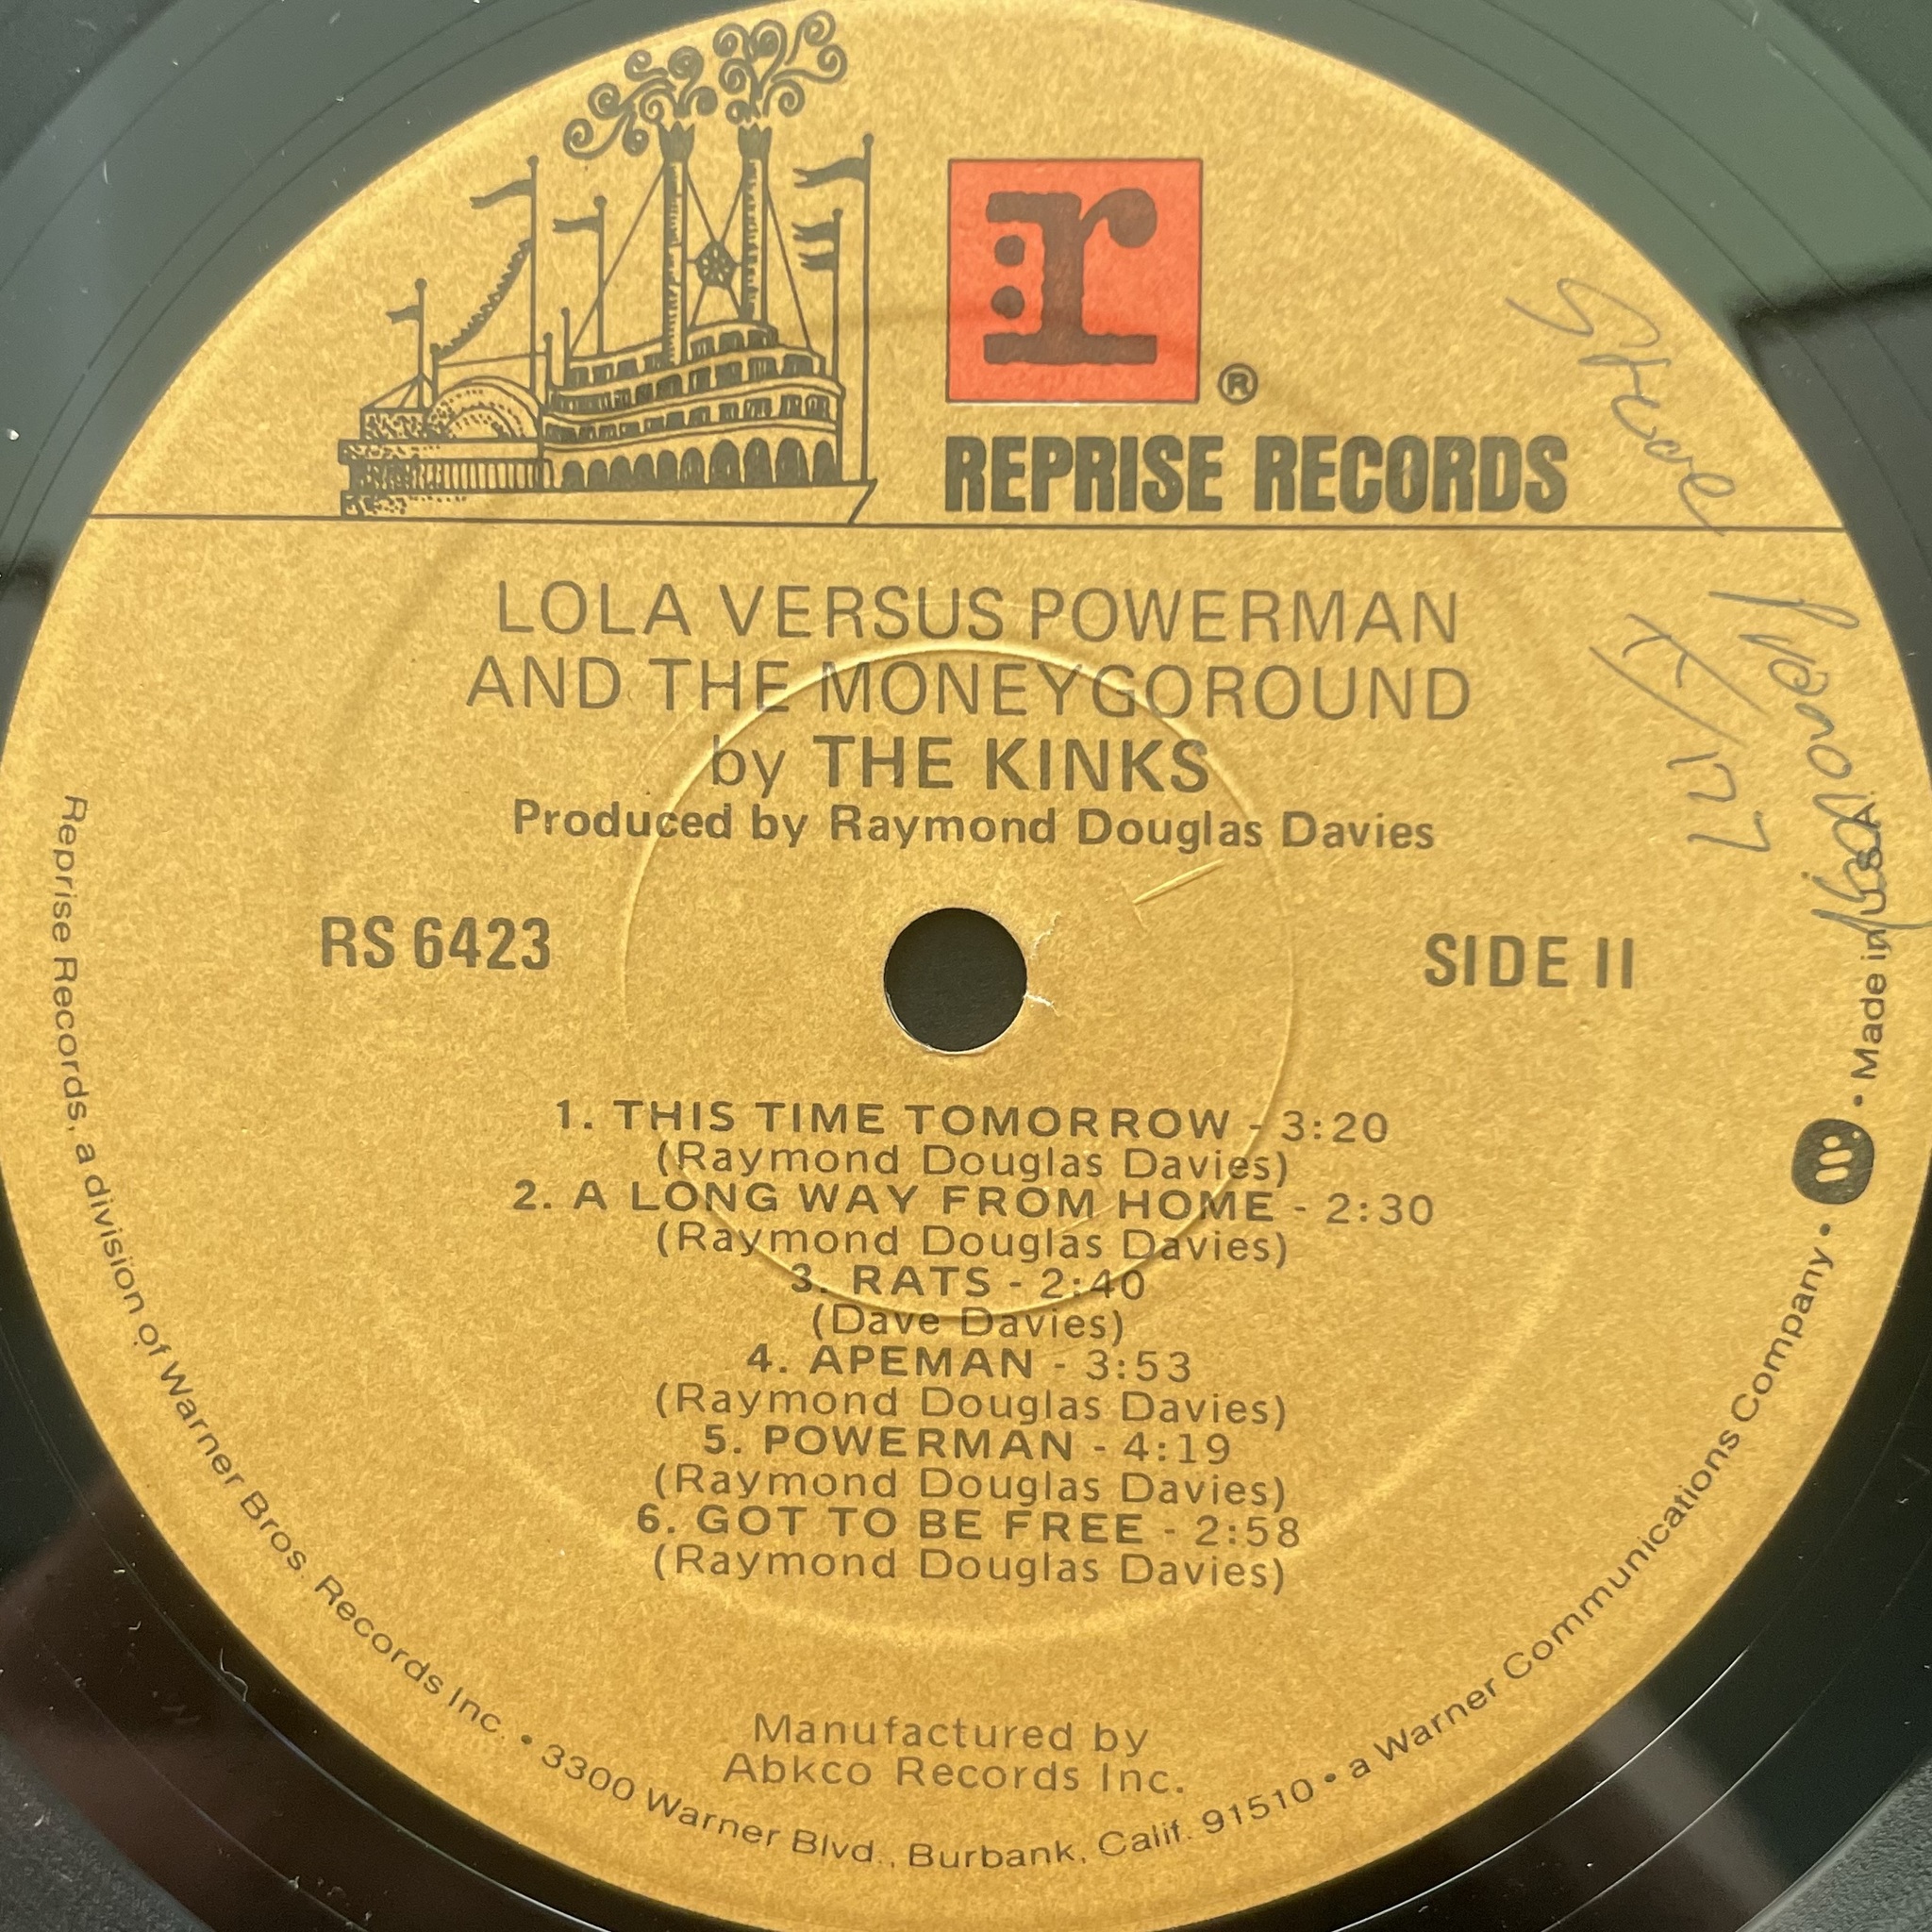 r
®
REPRISE RECORDS
Steve
LOLA VERSUS POWERMAN
AND THE MONEYGOROUND
by THE KINKS
Produced by Raymond Douglas Davies
RS 6423
SIDE II
1. THIS TIME TOMORROW - 3:20
(Raymond Douglas Davies)
2. A LONG WAY FROM HOME - 2:30
(Raymond Douglas Davies)
3. RATS - 2:40
(Dave Davies)
4. APEMAN - 3:53
(Raymond Douglas Davies)
5. POWERMAN - 4:19
(Raymond Douglas Davies)
6. GOT TO BE FREE - 2:58
(Raymond Douglas Davies)
Manufactured by
Abkco Records Inc.
Reprise Records, a division of Warner Bros. Records Inc. • 3300 Warner Blvd., Burbank, Calif. 91510 • a Warner Communications Company • W • Made in U.S.A.